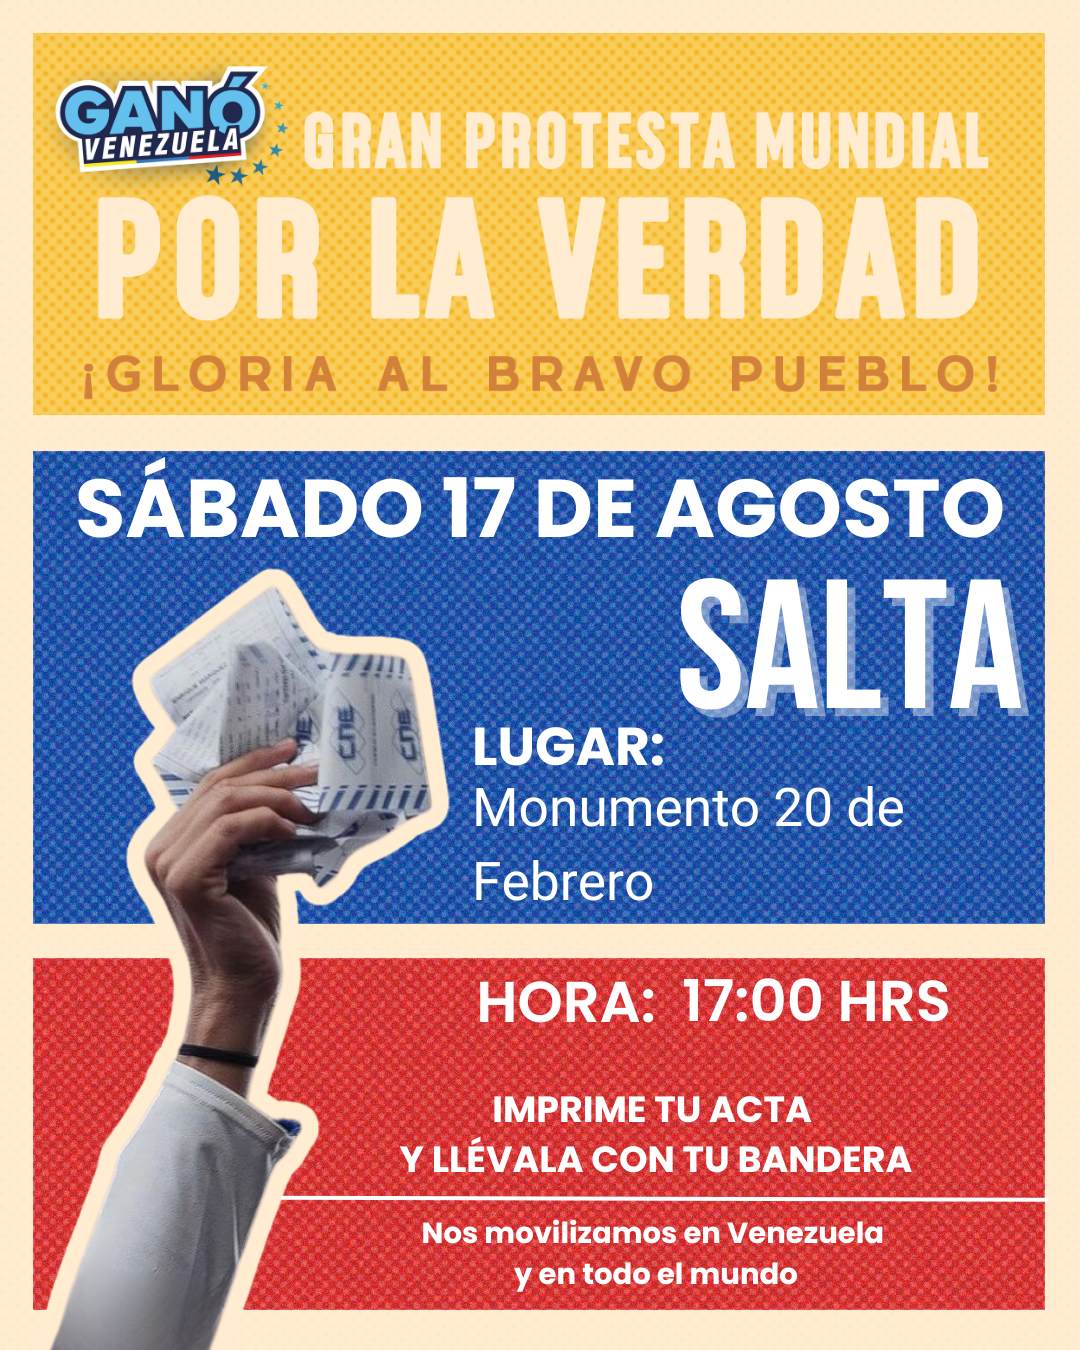 GANÓ
VENEZUELA
GRAN PROTESTA MUNDIAL
POR LA VERDAD
¡GLORIA AL BRAVO PUEBLO!
SÁBADO 17 DE AGOSTO
SALTA
CNE
CNE
LUGAR:
Monumento 20 de
Febrero
HORA: 17:00 HRS
IMPRIME TU ACTA
Y LLÉVALA CON TU BANDERA
Nos movilizamos en Venezuela
y en todo el mundo